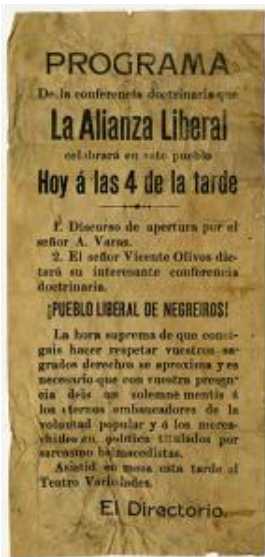 PROGRAMA
De la conferencia doctrinaria que
La Alianza Liberal
celebrará en este pueblo
Hoy á las 4 de la tarde
1. Discurso de apertura por el
señor A. Varas.
2. El señor Vicente Olivos dic-
tará su interesante conferencia
doctrinaria.
¡PUEBLO LIBERAL DE NEGREIROS!
La hora suprema de que consi-
gais hacer respetar vuestros sa-
grados derechos se aproxima y es
necesario que con vuestra presen-
cia deis un solemne mentis á
los eternos embaucadores de la
voluntad popular y á los merca-
chifles en política titulados por
sarcasmo balmacedistas.
Asistid en masa esta tarde al
Teatro Variedades.
El Directorio.